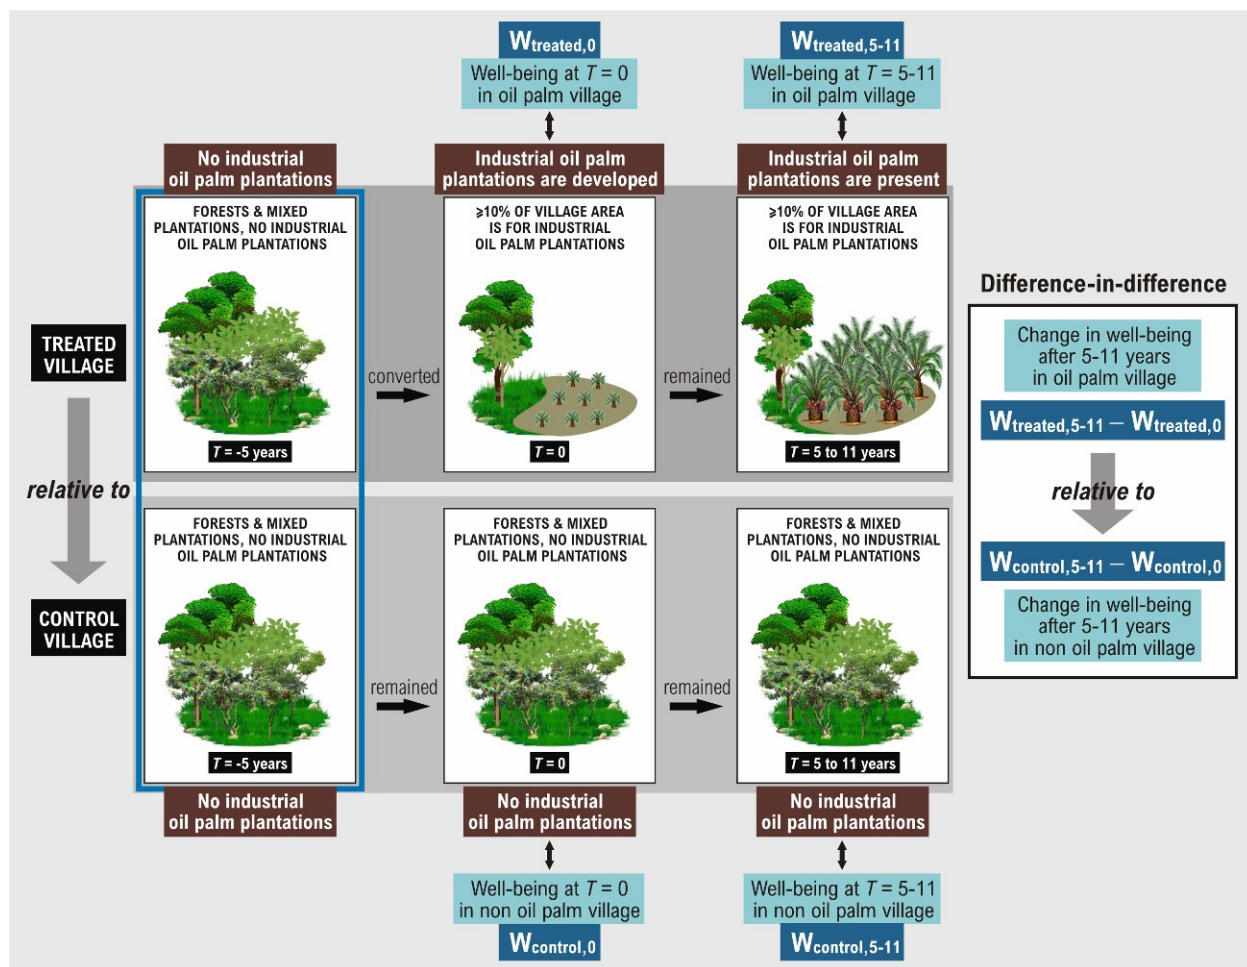 Wtreated,0
Well-being at T = 0
in oil palm village
Wtreated,5-11
Well-being at T = 5-11
in oil palm village
No industrial
oil palm plantations
Industrial oil palm
plantations are developed
Industrial oil palm
plantations are present
TREATED
VILLAGE
FORESTS & MIXED
PLANTATIONS, NO INDUSTRIAL
OIL PALM PLANTATIONS
T = -5 years
converted
⩾10% OF VILLAGE AREA
IS FOR INDUSTRIAL
OIL PALM PLANTATIONS
T = 0
remained
⩾10% OF VILLAGE AREA
IS FOR INDUSTRIAL
OIL PALM PLANTATIONS
T = 5 to 11 years
relative to
CONTROL
VILLAGE
FORESTS & MIXED
PLANTATIONS, NO INDUSTRIAL
OIL PALM PLANTATIONS
T = -5 years
remained
FORESTS & MIXED
PLANTATIONS, NO INDUSTRIAL
OIL PALM PLANTATIONS
T = 0
remained
FORESTS & MIXED
PLANTATIONS, NO INDUSTRIAL
OIL PALM PLANTATIONS
T = 5 to 11 years
No industrial
oil palm plantations
No industrial
oil palm plantations
No industrial
oil palm plantations
Well-being at T = 0
in non oil palm village
Wcontrol,0
Well-being at T = 5-11
in non oil palm village
Wcontrol,5-11
Difference-in-difference
Change in well-being
after 5-11 years
in oil palm village
Wtreated,5-11 – Wtreated,0
relative to
Wcontrol,5-11 – Wcontrol,0
Change in well-being
after 5-11 years
in non oil palm village